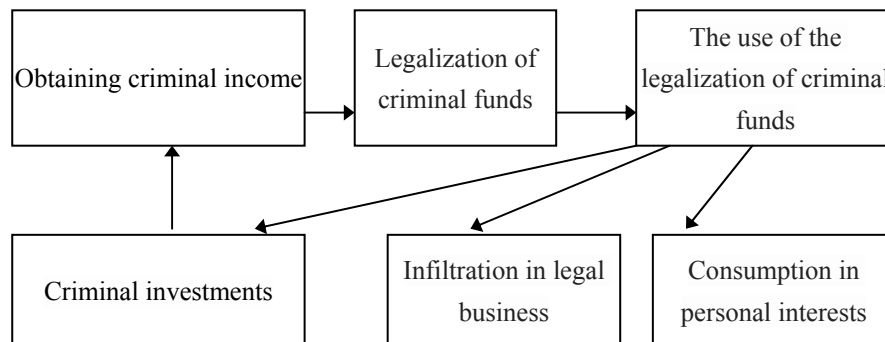 Obtaining criminal income
Legalization of
criminal funds
The use of the
legalization of criminal
funds
Criminal investments
Infiltration in legal
business
Consumption in
personal interests